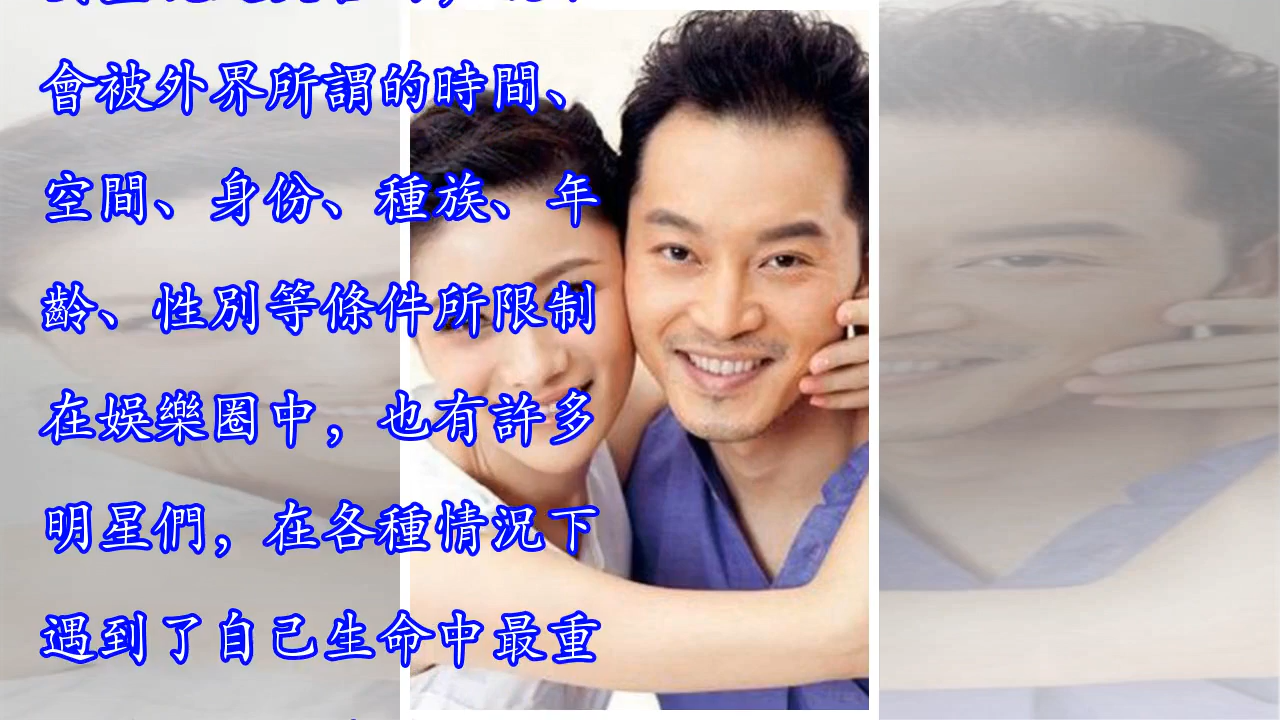 會被外界所謂的時間、
空間、身份、種族、年
齡、性別等條件所限制
在娛樂圈中，也有許多
明星們，在各種情況下
遇到了自己生命中最重